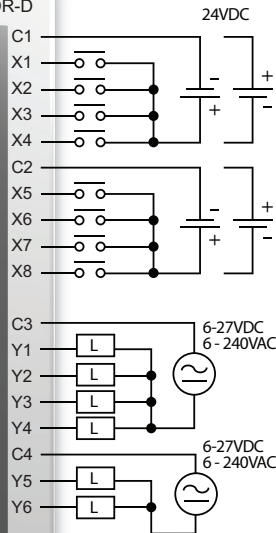 0R-D
24VDC
C1
- +
X1
X2
X3
+ -
X4
C2
- +
X5
X6
X7
+ -
X8
C3
6-27VDC
6 - 240VAC
Y1 L
Y2 L
Y3 L
Y4 L
C4
6-27VDC
6 - 240VAC
Y5 L
Y6 L